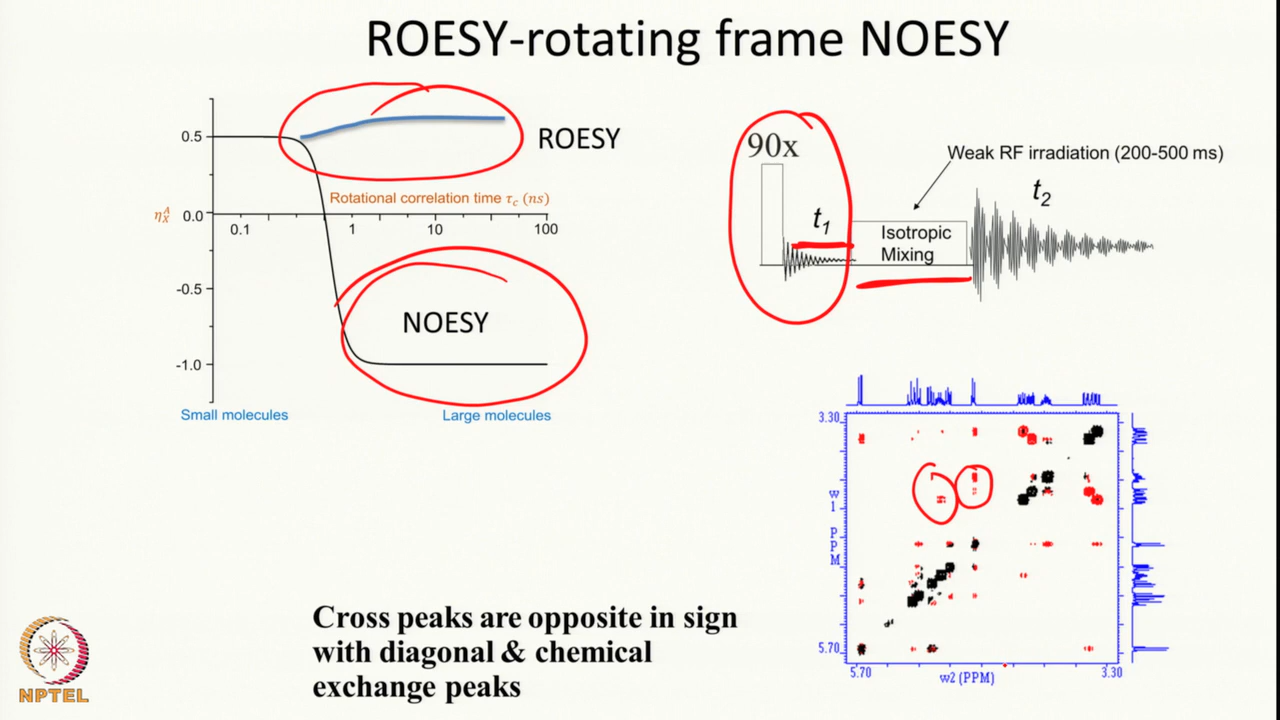 ROESY-rotating frame NOESY
0.5
0.0
-0.5
-1.0
η_X^A
ROESY
Rotational correlation time τ_c (ns)
0.1
1
10
100
NOESY
Small molecules
Large molecules
90x
t₁
Isotropic
Mixing
Weak RF irradiation (200-500 ms)
t₂
3.30
w
1
P
P
M
5.70
5.70
w2 (PPM)
3.30
Cross peaks are opposite in sign
with diagonal & chemical
exchange peaks
NPTEL